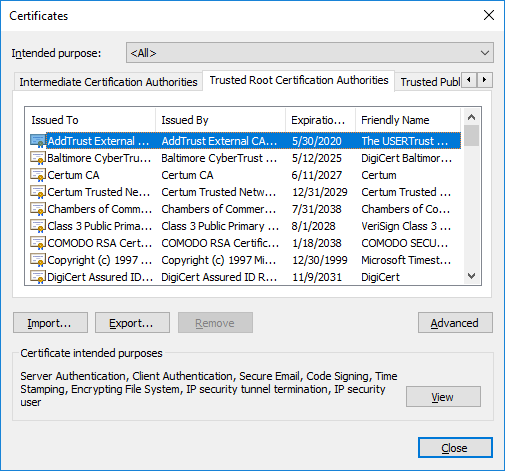 Certificates
Intended purpose: <All>
Intermediate Certification Authorities Trusted Root Certification Authorities Trusted Publ
Issued To Issued By Expiratio... Friendly Name
AddTrust External ... AddTrust External CA... 5/30/2020 The USERTrust ...
Baltimore CyberTru... Baltimore CyberTrust ... 5/12/2025 DigiCert Baltimor...
Certum CA Certum CA 6/11/2027 Certum
Certum Trusted Ne... Certum Trusted Netw... 12/31/2029 Certum Trusted ...
Chambers of Comm... Chambers of Commer... 7/31/2038 Chambers of Co...
Class 3 Public Prima... Class 3 Public Primary ... 8/1/2028 VeriSign Class 3 ...
COMODO RSA Cert... COMODO RSA Certific... 1/18/2038 COMODO SECU...
Copyright (c) 1997 ... Copyright (c) 1997 Mi... 12/30/1999 Microsoft Timest...
DigiCert Assured ID... DigiCert Assured ID R... 11/9/2031 DigiCert
Import... Export... Remove Advanced
Certificate intended purposes
Server Authentication, Client Authentication, Secure Email, Code Signing, Time
Stamping, Encrypting File System, IP security tunnel termination, IP security
user
View
Close